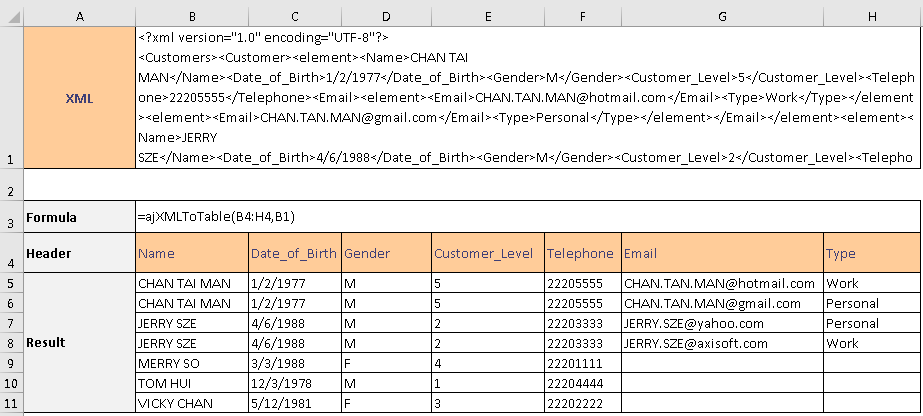 A B C D E F G H
<?xml version="1.0" encoding="UTF-8"?>
<Customers><Customer><element><Name>CHAN TAI
MAN</Name><Date_of_Birth>1/2/1977</Date_of_Birth><Gender>M</Gender><Customer_Level>5</Customer_Level><Teleph
XML
one>22205555</Telephone><Email><element><Email>CHAN.TAN.MAN@hotmail.com</Email><Type>Work</Type></element
><element><Email>CHAN.TAN.MAN@gmail.com</Email><Type>Personal</Type></element></Email></element><element><
Name>JERRY
1 SZE</Name><Date_of_Birth>4/6/1988</Date_of_Birth><Gender>M</Gender><Customer_Level>2</Customer_Level><Telepho
2
3 Formula =ajXMLToTable(B4:H4,B1)
4 Header Name Date_of_Birth Gender Customer_Level Telephone Email Type
5 CHAN TAI MAN 1/2/1977 M 5 22205555 CHAN.TAN.MAN@hotmail.com Work
6 CHAN TAI MAN 1/2/1977 M 5 22205555 CHAN.TAN.MAN@gmail.com Personal
7 JERRY SZE 4/6/1988 M 2 22203333 JERRY.SZE@yahoo.com Personal
8 Result JERRY SZE 4/6/1988 M 2 22203333 JERRY.SZE@axisoft.com Work
9 MERRY SO 3/3/1988 F 4 22201111
10 TOM HUI 12/3/1978 M 1 22204444
11 VICKY CHAN 5/12/1981 F 3 22202222